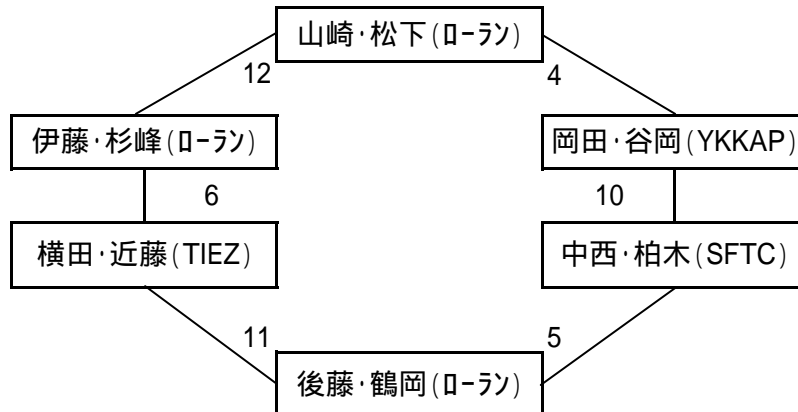 山崎・松下(ﾛｰﾗﾝ)
12
4
伊藤・杉峰(ﾛｰﾗﾝ)
岡田・谷岡(YKKAP)
6
10
横田・近藤(TIEZ)
中西・柏木(SFTC)
11
5
後藤・鶴岡(ﾛｰﾗﾝ)